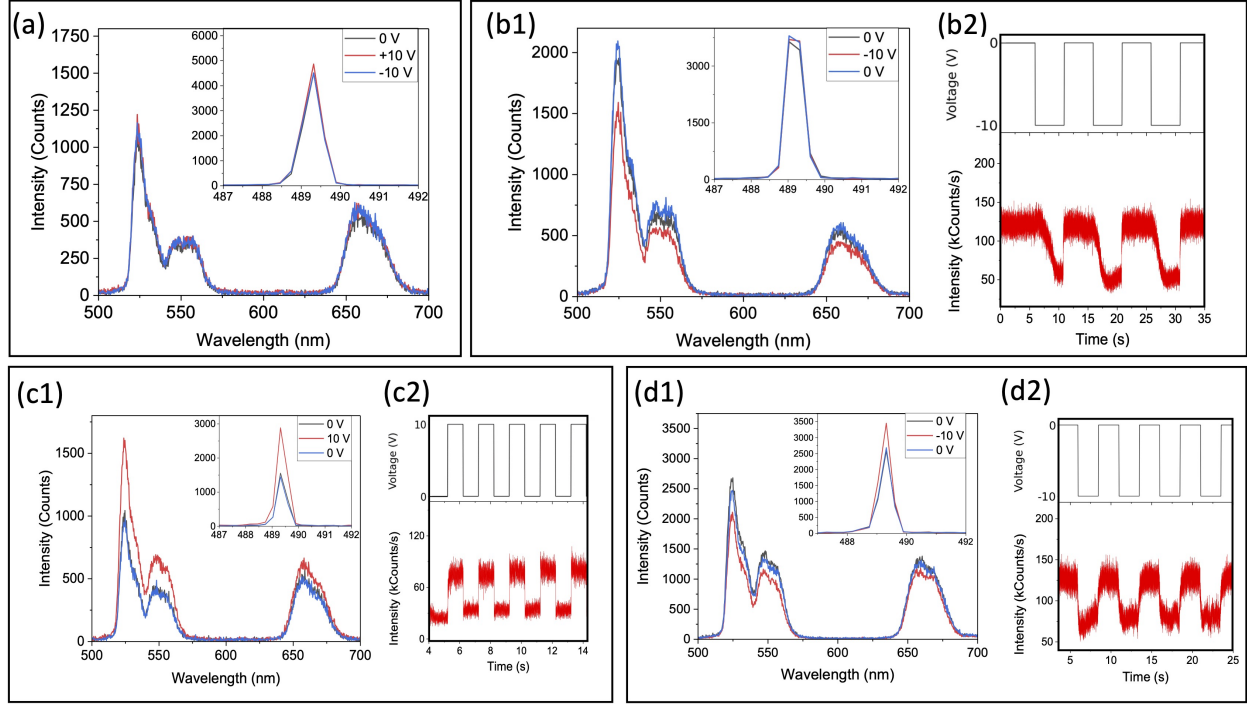 (a)
1750
1500
1250
1000
750
500
250
0
500 550 600 650 700
Intensity (Counts)
Wavelength (nm)
6000
5000
4000
3000
2000
1000
0
487 488 489 490 491 492
0 V
+10 V
-10 V
(b1)
2000
1500
1000
500
0
500 550 600 650 700
Intensity (Counts)
Wavelength (nm)
3000
1500
0
487 488 489 490 491 492
0 V
-10 V
0 V
(b2)
0
-10
Voltage (V)
200
150
100
50
Intensity (kCounts/s)
0 5 10 15 20 25 30 35
Time (s)
(c1)
1500
1000
500
0
500 550 600 650 700
Intensity (Counts)
Wavelength (nm)
3000
2000
1000
0
487 488 489 490 491 492
0 V
10 V
0 V
(c2)
10
0
Voltage (V)
120
60
0
Intensity (kCounts/s)
4 6 8 10 12 14
Time (s)
(d1)
3500
3000
2500
2000
1500
1000
500
0
500 550 600 650 700
Intensity (Counts)
Wavelength (nm)
3500
3000
2500
2000
1500
1000
500
0
488 490 492
0 V
-10 V
0 V
(d2)
0
-10
Voltage (V)
200
150
100
50
Intensity (kCounts/s)
5 10 15 20 25
Time (s)